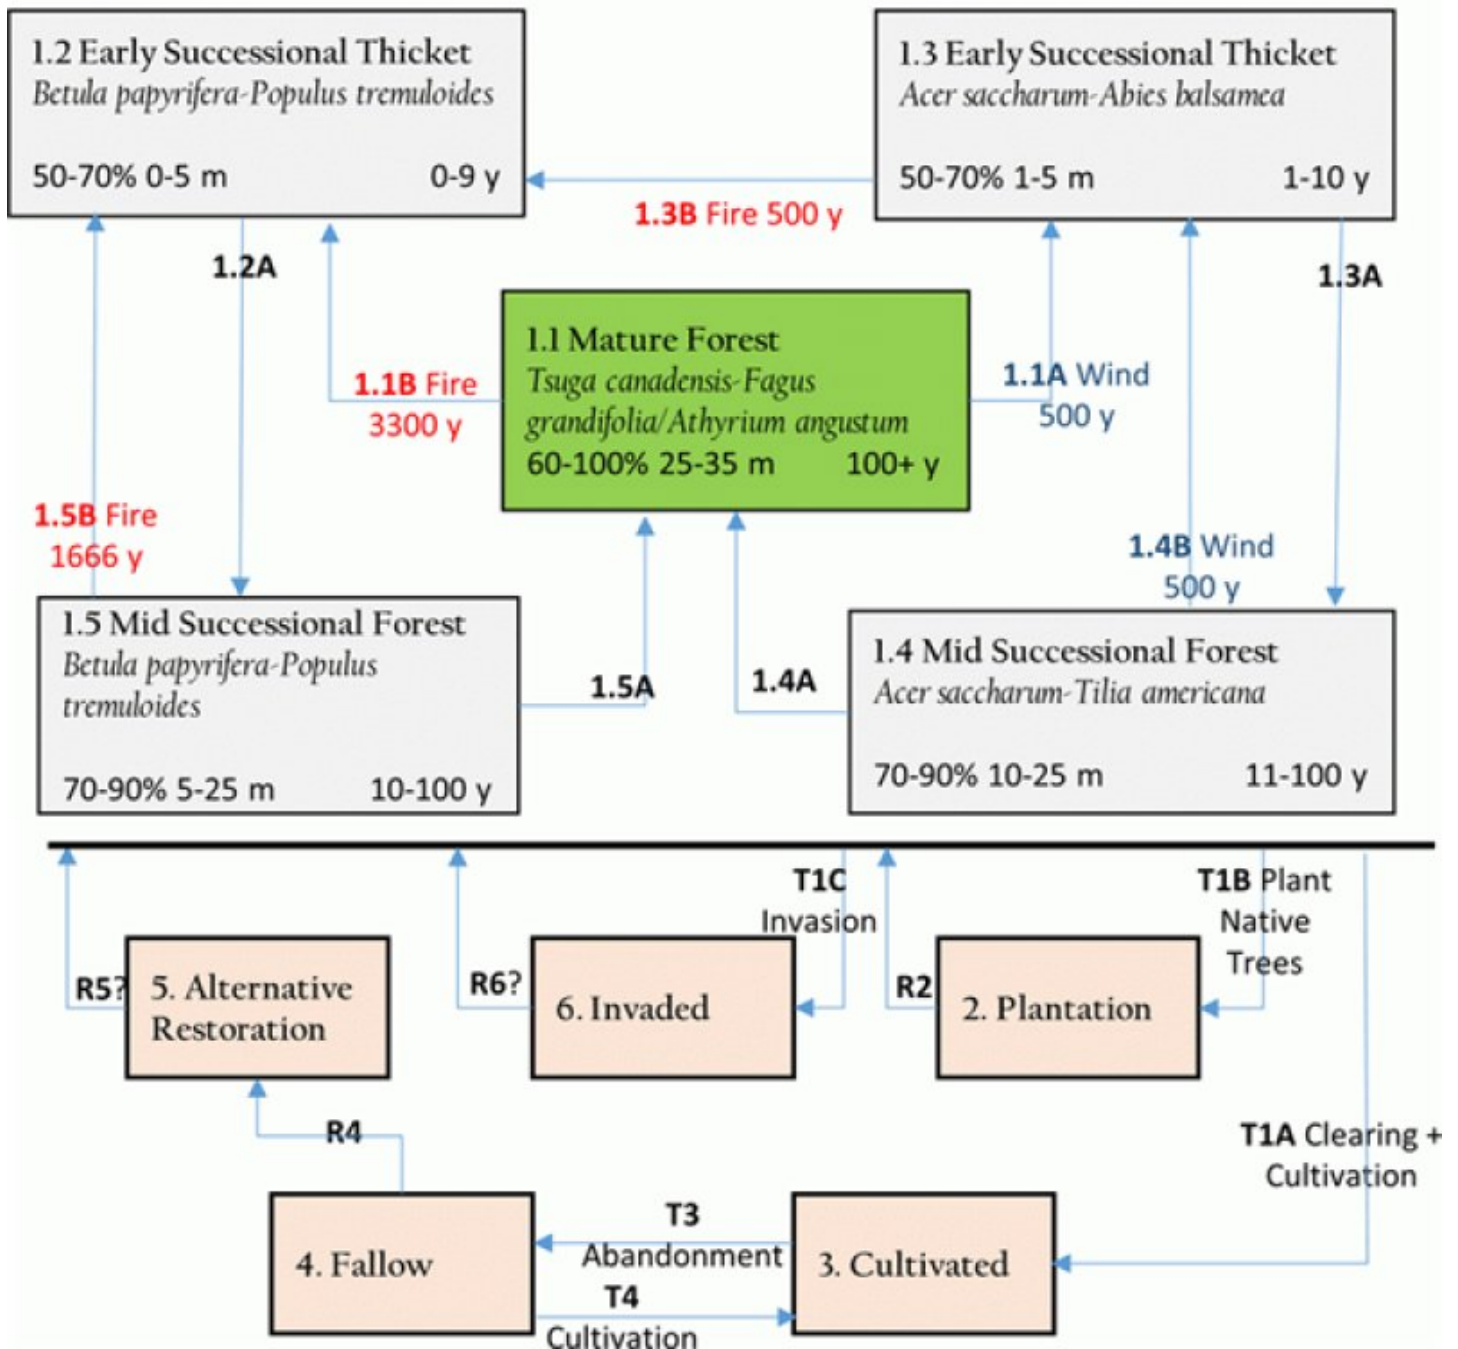 1.2 Early Successional Thicket
Betula papyrifera-Populus tremuloides
50-70% 0-5 m 0-9 y
1.3 Early Successional Thicket
Acer saccharum-Abies balsamea
50-70% 1-5 m 1-10 y
1.3B Fire 500 y
1.2A
1.3A
1.1 Mature Forest
Tsuga canadensis-Fagus
grandifolia/Athyrium angustum
60-100% 25-35 m 100+ y
1.1B Fire
3300 y
1.1A Wind
500 y
1.5B Fire
1666 y
1.4B Wind
500 y
1.5 Mid Successional Forest
Betula papyrifera-Populus
tremuloides
70-90% 5-25 m 10-100 y
1.5A
1.4A
1.4 Mid Successional Forest
Acer saccharum-Tilia americana
70-90% 10-25 m 11-100 y
T1C
Invasion
T1B Plant
Native
Trees
R5?
5. Alternative
Restoration
R6?
6. Invaded
R2
2. Plantation
R4
T1A Clearing +
Cultivation
4. Fallow
T3
Abandonment
T4
Cultivation
3. Cultivated